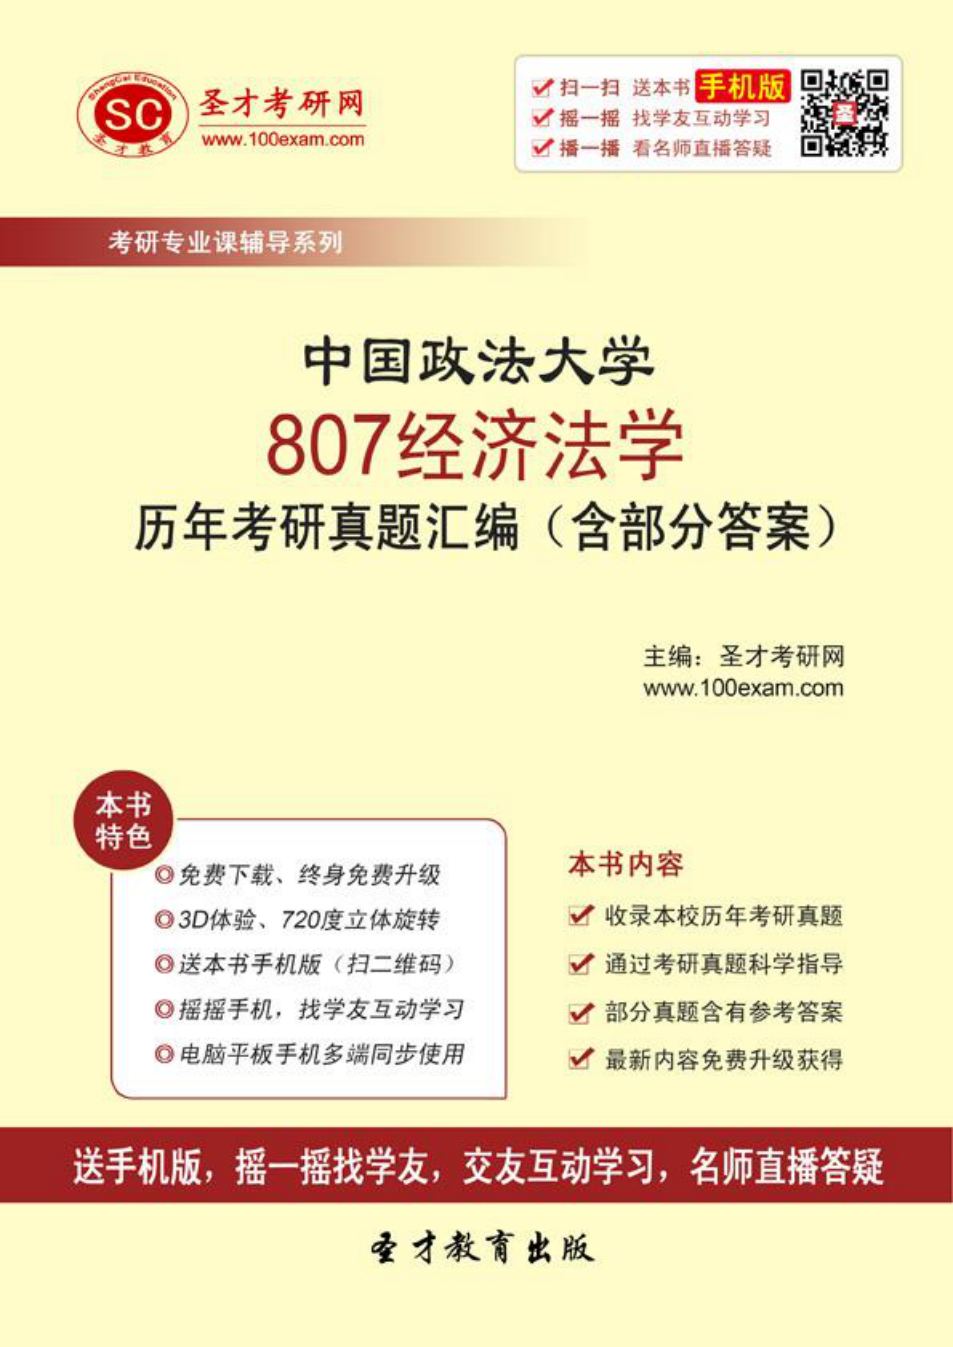 ShengCai Education
SC
圣才教育
圣才考研网
www.100exam.com
扫一扫 送本书 手机版
摇一摇 找学友互动学习
播一播 看名师直播答疑
圣
考研专业课辅导系列
中国政法大学
807经济法学
历年考研真题汇编（含部分答案）
主编：圣才考研网
www.100exam.com
本书
特色
◎免费下载、终身免费升级
◎3D体验、720度立体旋转
◎送本书手机版（扫二维码）
◎摇摇手机，找学友互动学习
◎电脑平板手机多端同步使用
本书内容
收录本校历年考研真题
通过考研真题科学指导
部分真题含有参考答案
最新内容免费升级获得
送手机版，摇一摇找学友，交友互动学习，名师直播答疑
圣才教育出版